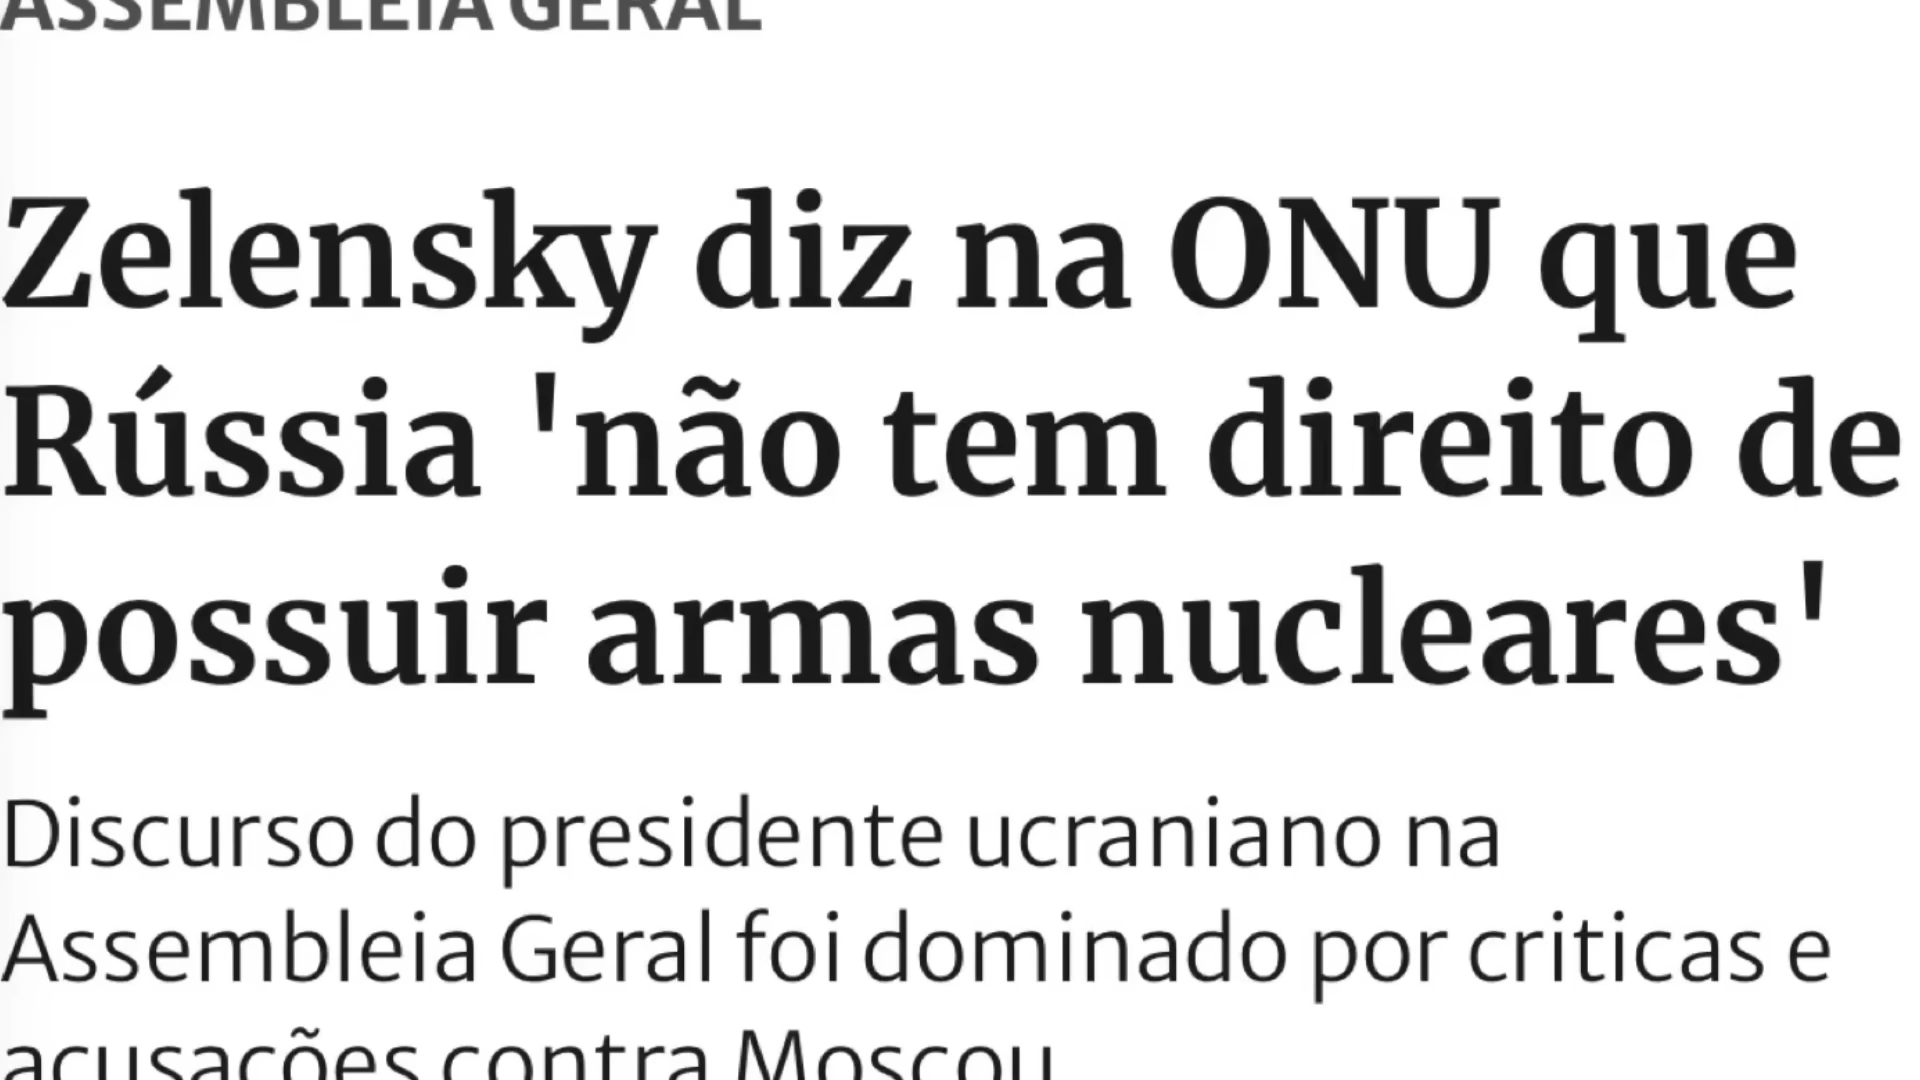 ASSEMBLEIA GERAL
Zelensky diz na ONU que
Rússia 'não tem direito de
possuir armas nucleares'
Discurso do presidente ucraniano na
Assembleia Geral foi dominado por criticas e
acusações contra Moscou